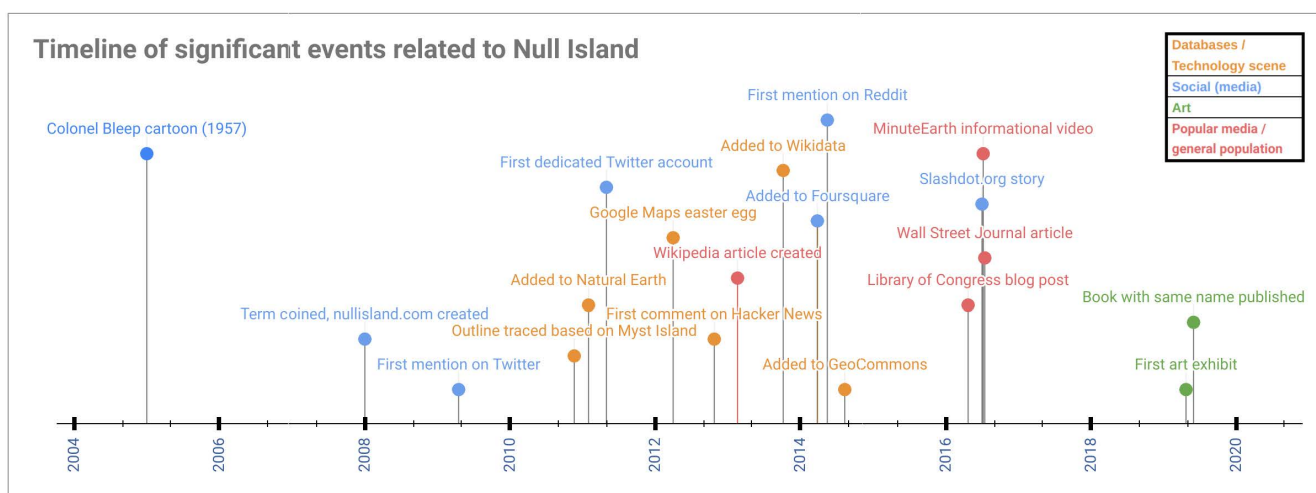 Timeline of significant events related to Null Island
Databases /
Technology scene
Social (media)
Art
Popular media /
general population
First mention on Reddit
Colonel Bleep cartoon (1957)
MinuteEarth informational video
Added to Wikidata
First dedicated Twitter account
Slashdot.org story
Added to Foursquare
Google Maps easter egg
Wall Street Journal article
Wikipedia article created
Added to Natural Earth
Library of Congress blog post
Book with same name published
Term coined, nullisland.com created
First comment on Hacker News
Outline traced based on Myst Island
First mention on Twitter
Added to GeoCommons
First art exhibit
2004
2006
2008
2010
2012
2014
2016
2018
2020